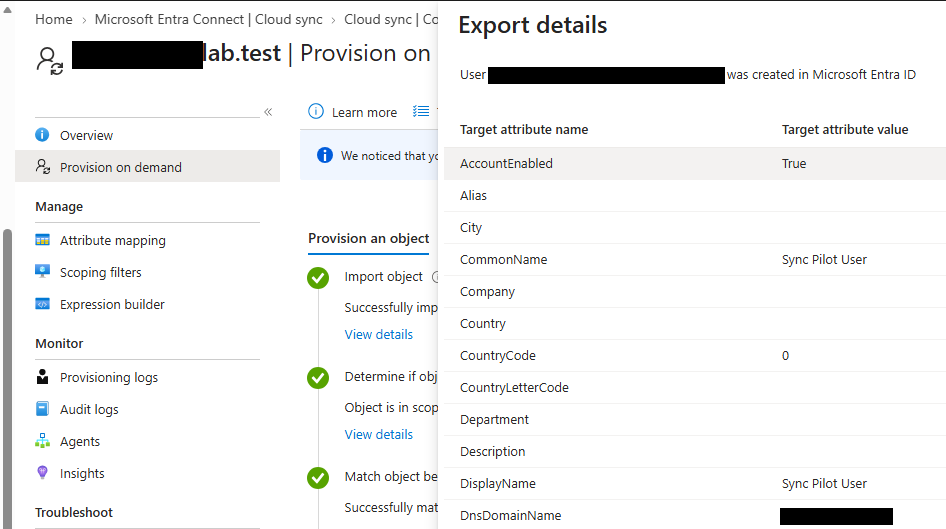 Home > Microsoft Entra Connect | Cloud sync > Cloud sync | Co
lab.test | Provision on
«
Overview
Provision on demand
Manage
Attribute mapping
Scoping filters
Expression builder
Monitor
Provisioning logs
Audit logs
Agents
Insights
Troubleshoot
Learn more
We noticed that yo
Provision an object
Import object
Successfully imp
View details
Determine if obj
Object is in scop
View details
Match object be
Successfully mat
Export details
User was created in Microsoft Entra ID
Target attribute name Target attribute value
AccountEnabled True
Alias
City
CommonName Sync Pilot User
Company
Country
CountryCode 0
CountryLetterCode
Department
Description
DisplayName Sync Pilot User
DnsDomainName